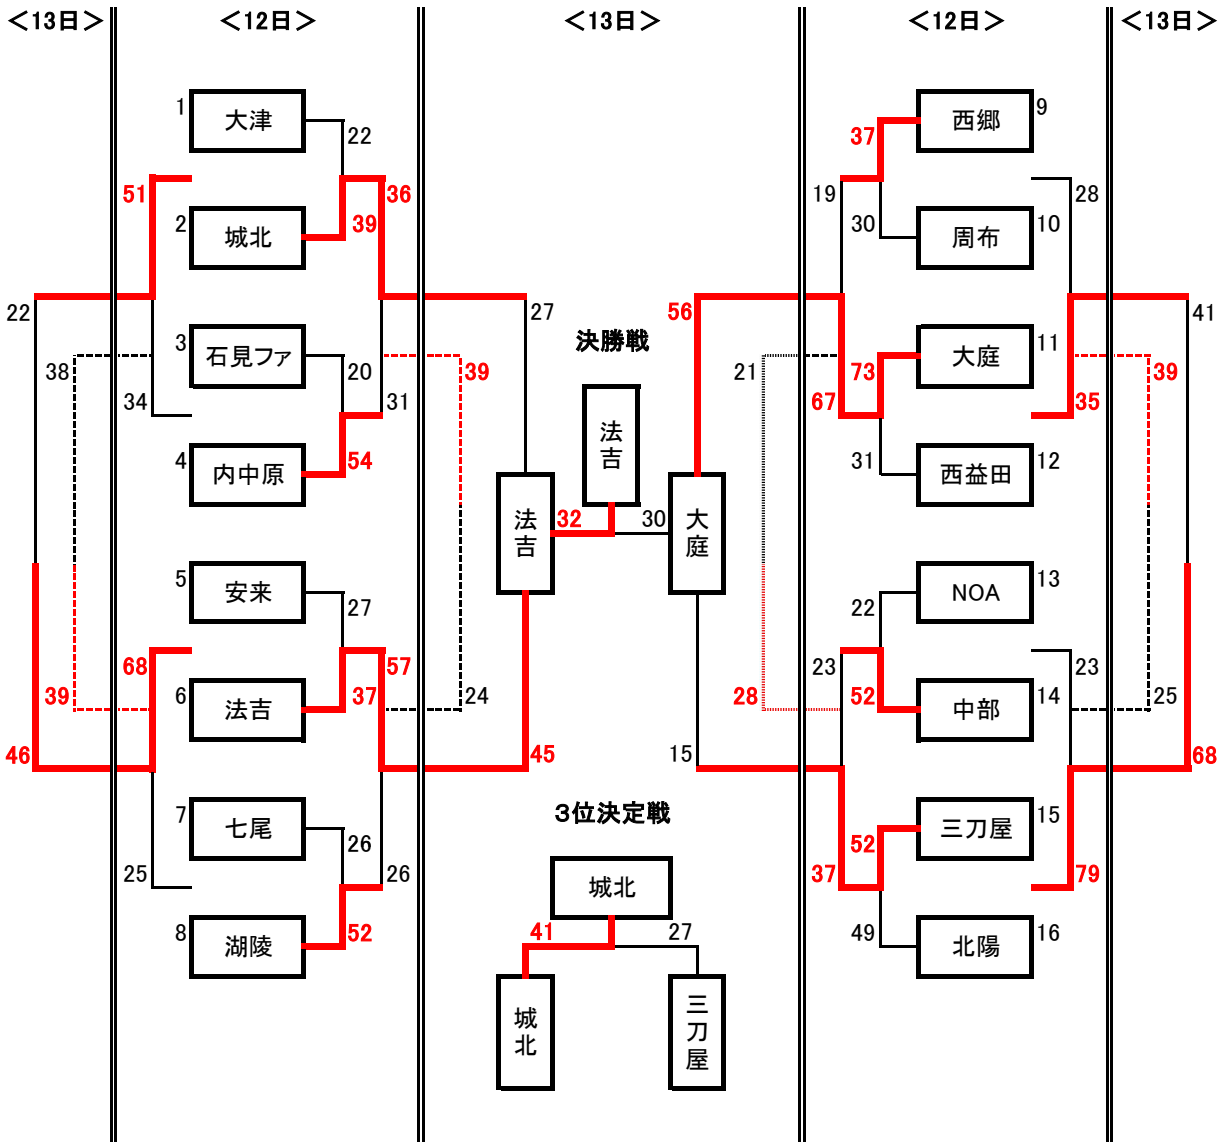 ＜13日＞ ＜12日＞ ＜13日＞ ＜12日＞ ＜13日＞
1 大津 22 37 西郷 9
51 36 19 28
2 城北 39 30 周布 10
22 27 56 41
決勝戦
3 石見ファ 20 73 大庭 11
38 39 21 39
34 31 67 35
法吉
4 内中原 54 31 西益田 12
法吉 32 30 大庭
5 安来 27 22 NOA 13
68 57 23 23
39 6 法吉 37 24 28 52 中部 14 25
46 45 15 68
3位決定戦
7 七尾 26 52 三刀屋 15
25 26 37 79
城北
8 湖陵 52 41 27 49 北陽 16
城北 三刀屋